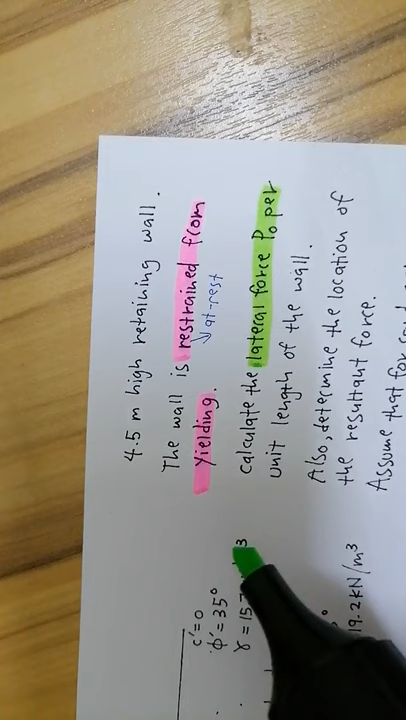 4.5 m high retaining wall.
The wall is restrained from
at-rest
yielding.
Calculate the lateral force Po per
unit length of the wall.
Also, determine the location of
the resultant force.
Assume that for
c'=0
ϕ'=35°
γ=15.
19.2 kN/m³